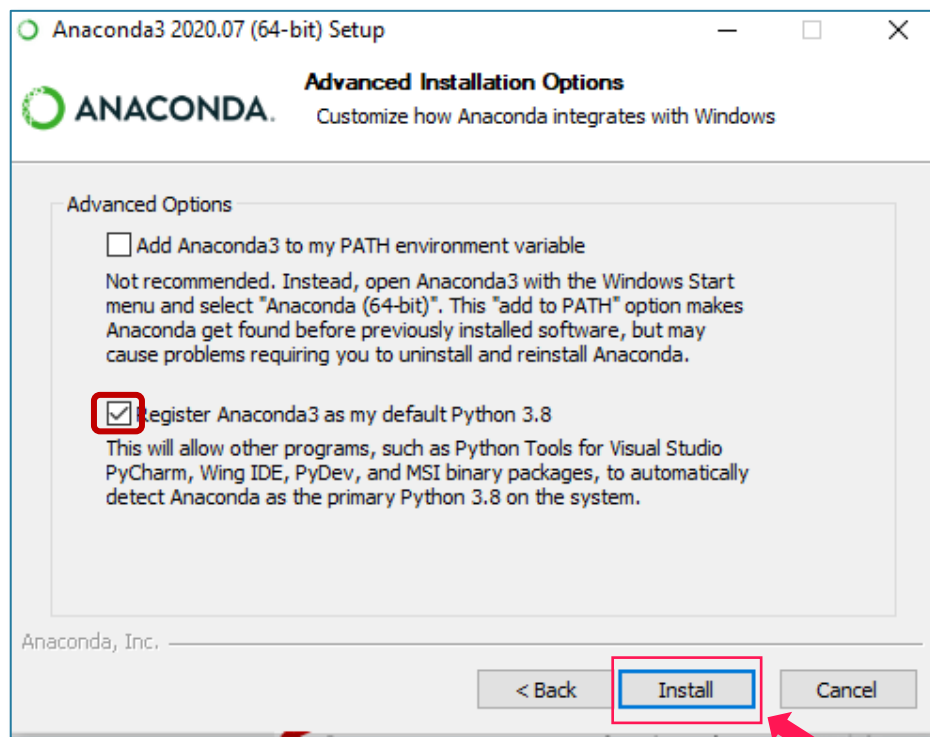 Anaconda3 2020.07 (64-bit) Setup
ANACONDA.
Advanced Installation Options
Customize how Anaconda integrates with Windows
Advanced Options
Add Anaconda3 to my PATH environment variable
Not recommended. Instead, open Anaconda3 with the Windows Start
menu and select "Anaconda (64-bit)". This "add to PATH" option makes
Anaconda get found before previously installed software, but may
cause problems requiring you to uninstall and reinstall Anaconda.
Register Anaconda3 as my default Python 3.8
This will allow other programs, such as Python Tools for Visual Studio
PyCharm, Wing IDE, PyDev, and MSI binary packages, to automatically
detect Anaconda as the primary Python 3.8 on the system.
Anaconda, Inc.
< Back
Install
Cancel